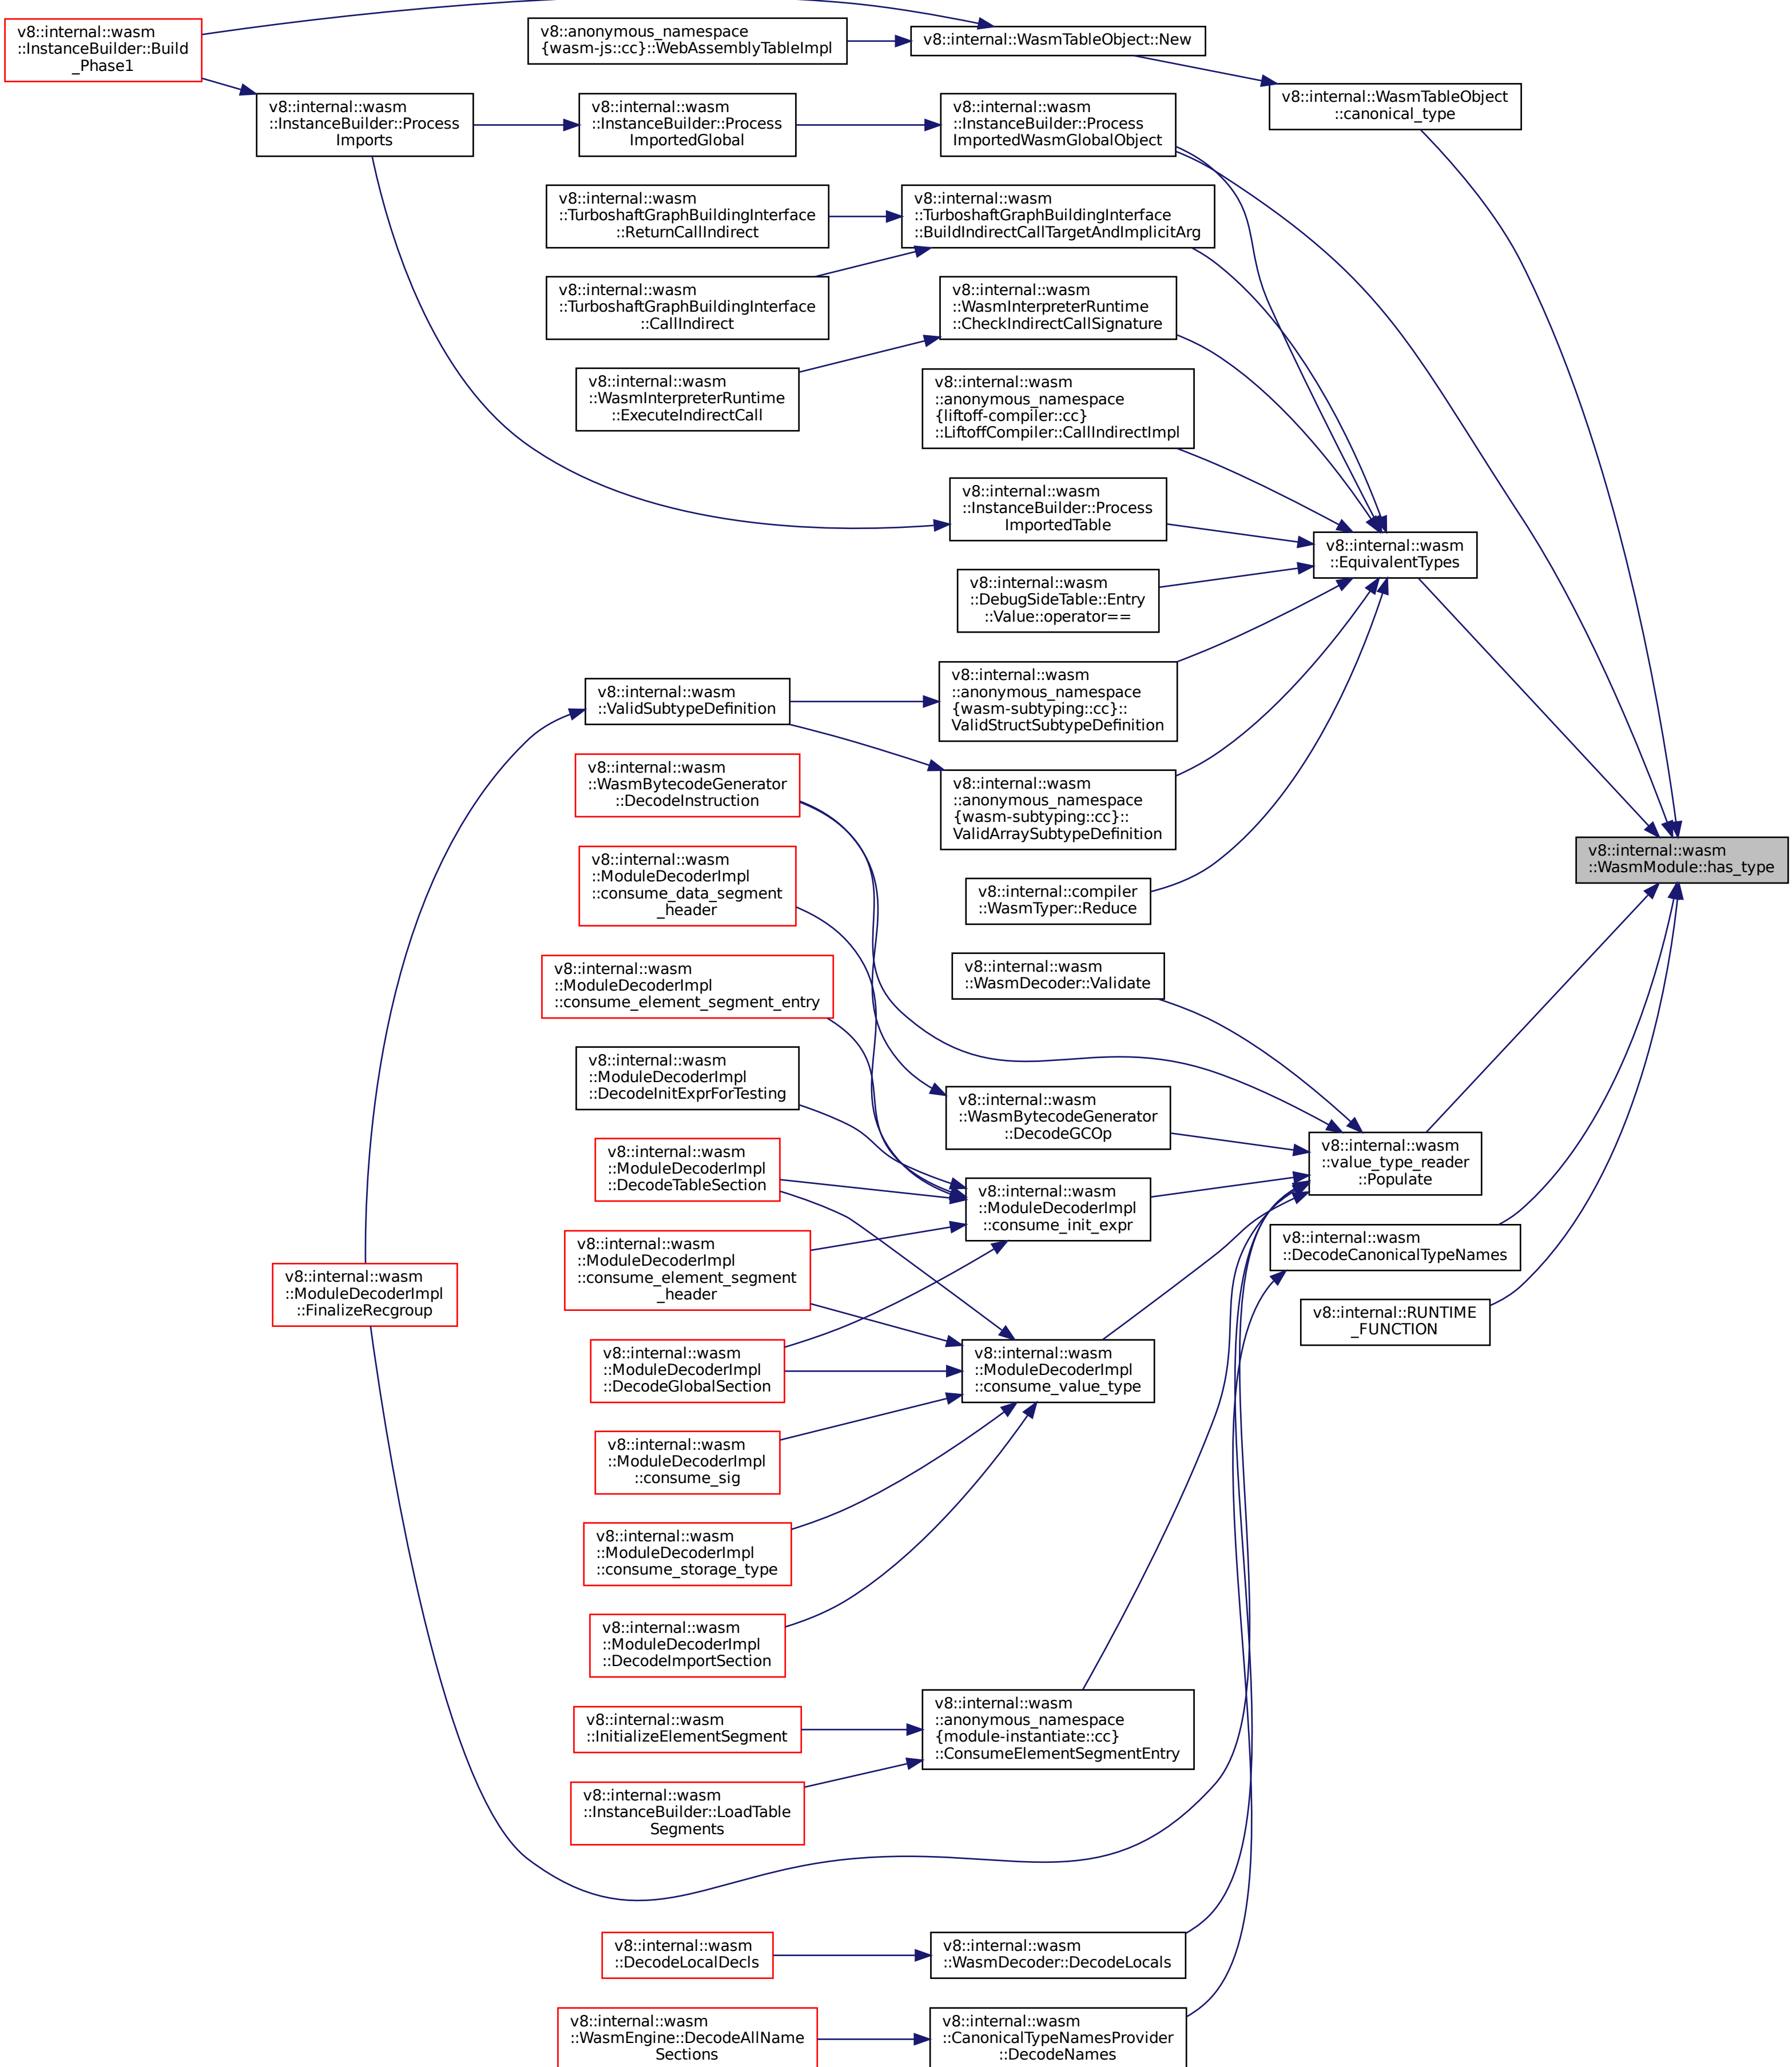 v8::internal::wasm
::InstanceBuilder::Build
_Phase1
v8::anonymous_namespace
{wasm-js::cc}::WebAssemblyTableImpl
v8::internal::WasmTableObject::New
v8::internal::WasmTableObject
::canonical_type
v8::internal::wasm
::InstanceBuilder::Process
Imports
v8::internal::wasm
::InstanceBuilder::Process
ImportedGlobal
v8::internal::wasm
::InstanceBuilder::Process
ImportedWasmGlobalObject
v8::internal::wasm
::TurboshaftGraphBuildingInterface
::ReturnCallIndirect
v8::internal::wasm
::TurboshaftGraphBuildingInterface
::BuildIndirectCallTargetAndImplicitArg
v8::internal::wasm
::TurboshaftGraphBuildingInterface
::CallIndirect
v8::internal::wasm
::WasmInterpreterRuntime
::CheckIndirectCallSignature
v8::internal::wasm
::WasmInterpreterRuntime
::ExecuteIndirectCall
v8::internal::wasm
::anonymous_namespace
{liftoff-compiler::cc}
::LiftoffCompiler::CallIndirectImpl
v8::internal::wasm
::InstanceBuilder::Process
ImportedTable
v8::internal::wasm
::EquivalentTypes
v8::internal::wasm
::DebugSideTable::Entry
::Value::operator==
v8::internal::wasm
::ValidSubtypeDefinition
v8::internal::wasm
::anonymous_namespace
{wasm-subtyping::cc}::
ValidStructSubtypeDefinition
v8::internal::wasm
::WasmBytecodeGenerator
::DecodeInstruction
v8::internal::wasm
::anonymous_namespace
{wasm-subtyping::cc}::
ValidArraySubtypeDefinition
v8::internal::wasm
::WasmModule::has_type
v8::internal::wasm
::ModuleDecoderImpl
::consume_data_segment
_header
v8::internal::compiler
::WasmTyper::Reduce
v8::internal::wasm
::ModuleDecoderImpl
::consume_element_segment_entry
v8::internal::wasm
::WasmDecoder::Validate
v8::internal::wasm
::ModuleDecoderImpl
::DecodeInitExprForTesting
v8::internal::wasm
::WasmBytecodeGenerator
::DecodeGCOp
v8::internal::wasm
::value_type_reader
::Populate
v8::internal::wasm
::ModuleDecoderImpl
::DecodeTableSection
v8::internal::wasm
::ModuleDecoderImpl
::consume_init_expr
v8::internal::wasm
::DecodeCanonicalTypeNames
v8::internal::wasm
::ModuleDecoderImpl
::consume_element_segment
_header
v8::internal::wasm
::ModuleDecoderImpl
::FinalizeRecgroup
v8::internal::RUNTIME
_FUNCTION
v8::internal::wasm
::ModuleDecoderImpl
::DecodeGlobalSection
v8::internal::wasm
::ModuleDecoderImpl
::consume_value_type
v8::internal::wasm
::ModuleDecoderImpl
::consume_sig
v8::internal::wasm
::ModuleDecoderImpl
::consume_storage_type
v8::internal::wasm
::ModuleDecoderImpl
::DecodeImportSection
v8::internal::wasm
::InitializeElementSegment
v8::internal::wasm
::anonymous_namespace
{module-instantiate::cc}
::ConsumeElementSegmentEntry
v8::internal::wasm
::InstanceBuilder::LoadTable
Segments
v8::internal::wasm
::DecodeLocalDecls
v8::internal::wasm
::WasmDecoder::DecodeLocals
v8::internal::wasm
::WasmEngine::DecodeAllName
Sections
v8::internal::wasm
::CanonicalTypeNamesProvider
::DecodeNames